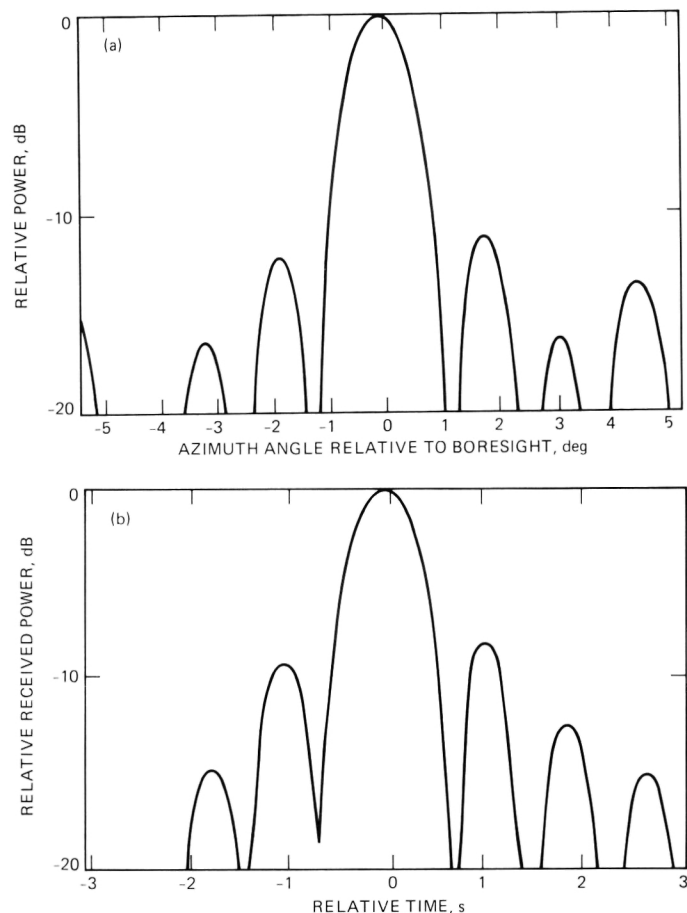 (a)
RELATIVE POWER, dB
0
-10
-20
-5 -4 -3 -2 -1 0 1 2 3 4 5
AZIMUTH ANGLE RELATIVE TO BORESIGHT, deg
(b)
RELATIVE RECEIVED POWER, dB
0
-10
-20
-3 -2 -1 0 1 2 3
RELATIVE TIME, s